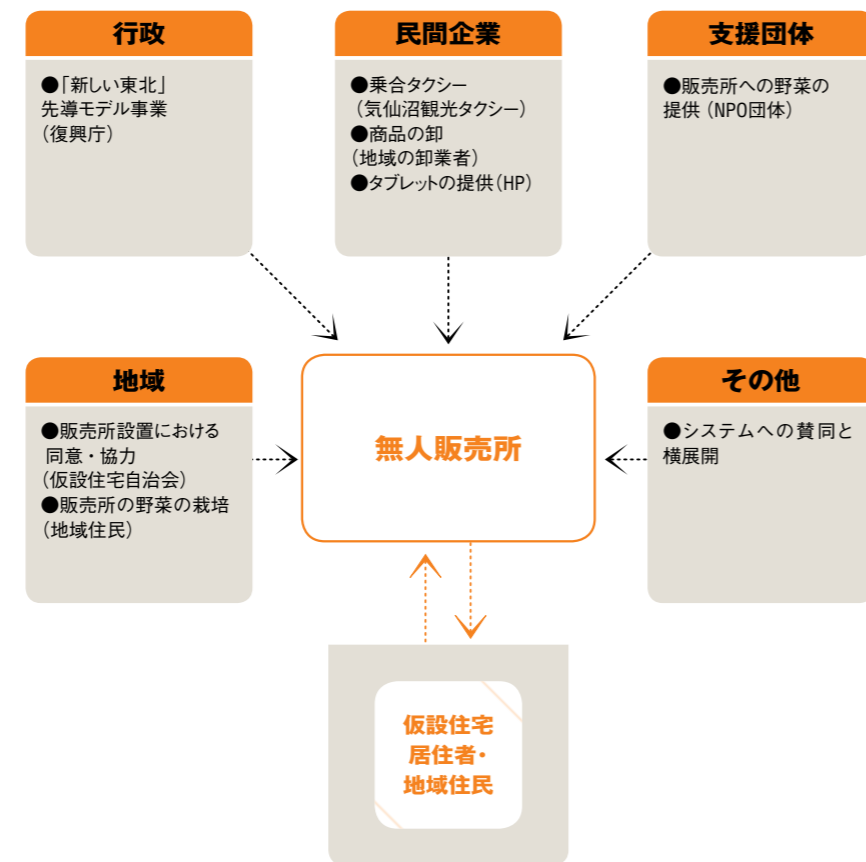 行政
●「新しい東北」
先導モデル事業
(復興庁)
民間企業
●乗合タクシー
(気仙沼観光タクシー)
●商品の卸
(地域の卸業者)
●タブレットの提供(HP)
支援団体
●販売所への野菜の
提供(NPO団体)
地域
●販売所設置における
同意・協力
(仮設住宅自治会)
●販売所の野菜の栽培
(地域住民)
無人販売所
その他
●システムへの賛同と
横展開
仮設住宅
居住者・
地域住民